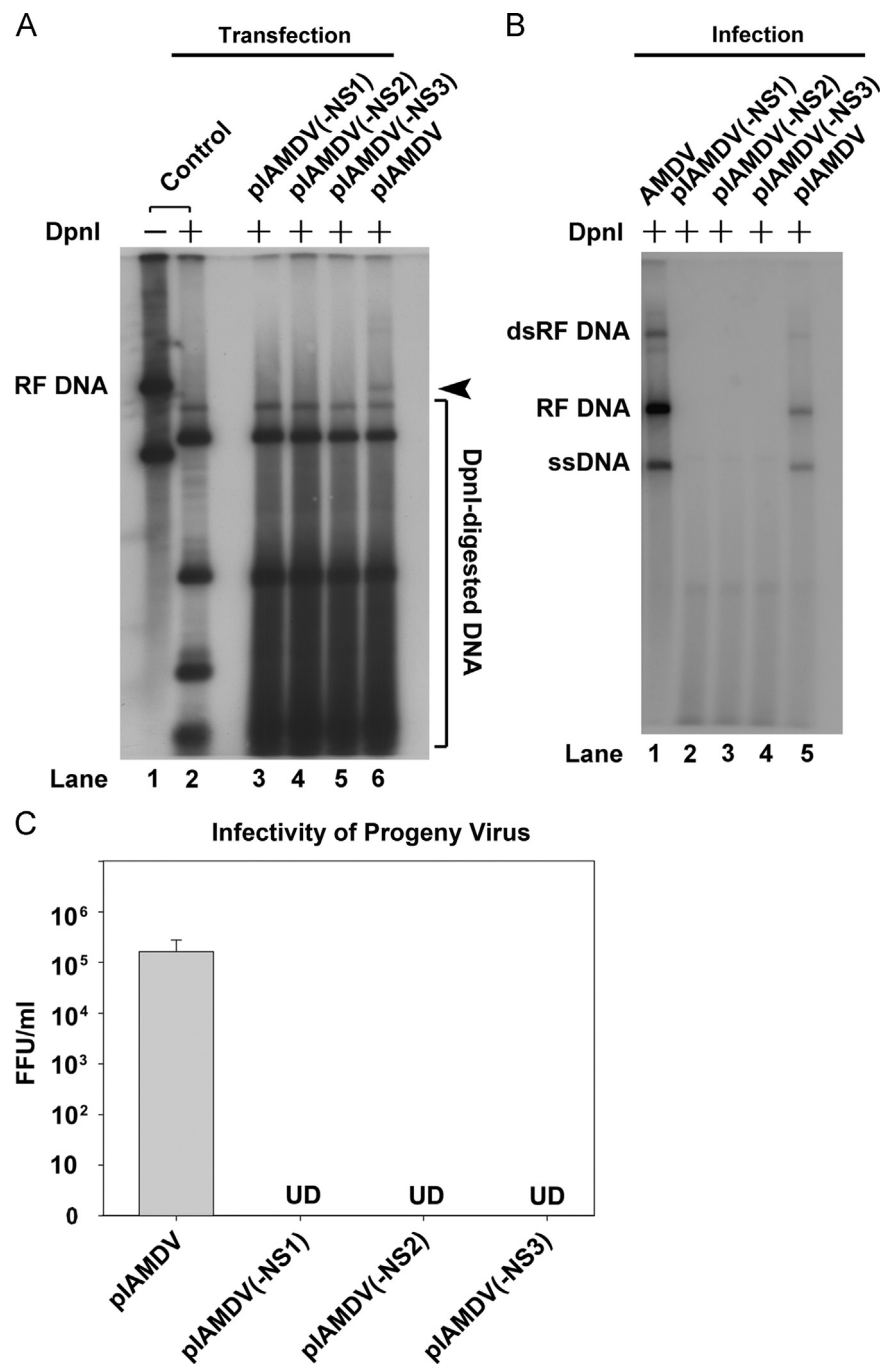 A
Transfection
Control
pIAMDV(-NS1)
pIAMDV(-NS2)
pIAMDV(-NS3)
pIAMDV
DpnI − + + + + +
RF DNA
DpnI-digested DNA
Lane 1 2 3 4 5 6
B
Infection
AMDV
pIAMDV(-NS1)
pIAMDV(-NS2)
pIAMDV(-NS3)
pIAMDV
DpnI + + + + +
dsRF DNA
RF DNA
ssDNA
Lane 1 2 3 4 5
C
Infectivity of Progeny Virus
FFU/ml
10⁶
10⁵
10⁴
10³
10²
10
0
UD UD UD
pIAMDV
pIAMDV(-NS1)
pIAMDV(-NS2)
pIAMDV(-NS3)